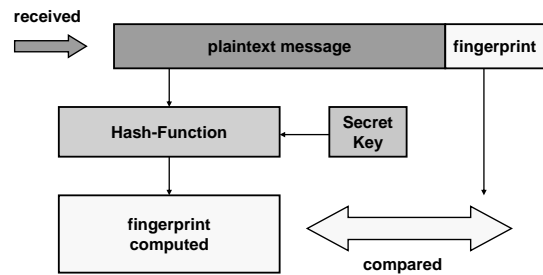 received
plaintext message
fingerprint
Hash-Function
Secret
Key
fingerprint
computed
compared